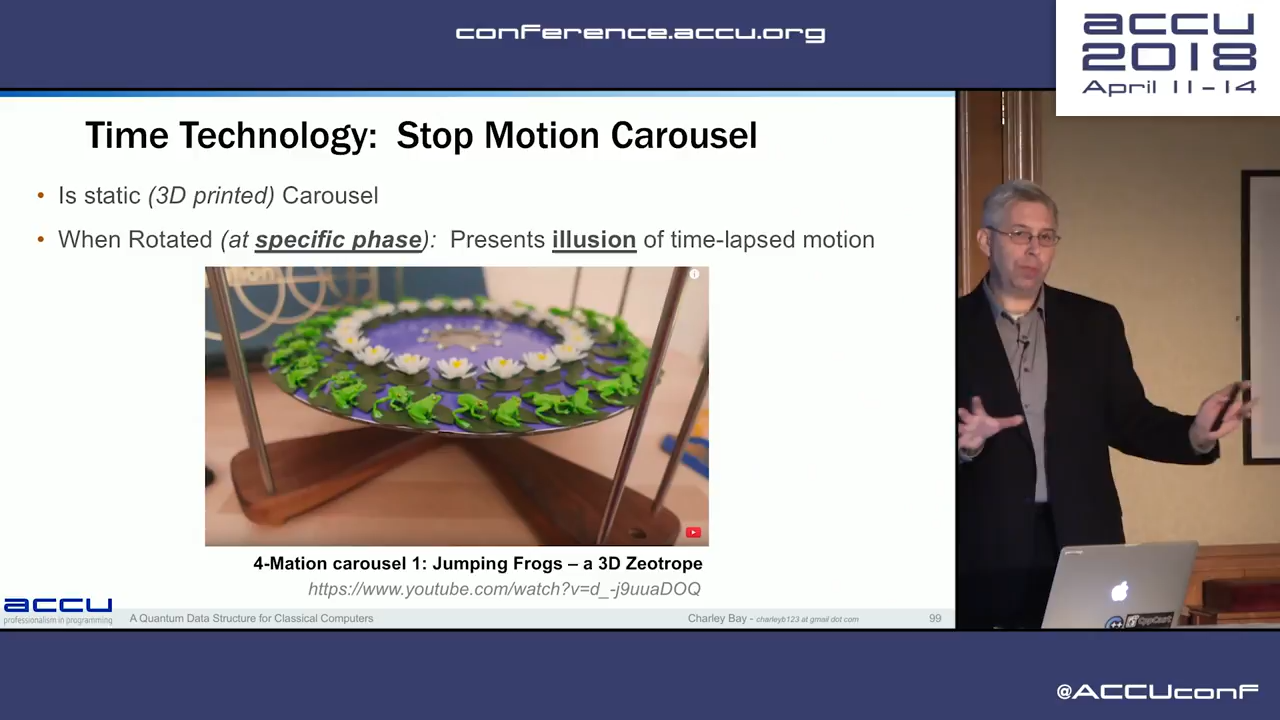 conference.accu.org
accu
2018
April 11-14
Time Technology: Stop Motion Carousel
• Is static (3D printed) Carousel
• When Rotated (at specific phase): Presents illusion of time-lapsed motion
4-Mation carousel 1: Jumping Frogs – a 3D Zeotrope
https://www.youtube.com/watch?v=d_-j9uuaDOQ
accu
professionalism in programming
A Quantum Data Structure for Classical Computers
Charley Bay - charleyb123 at gmail dot com
99
CppCast
@ACCUconf